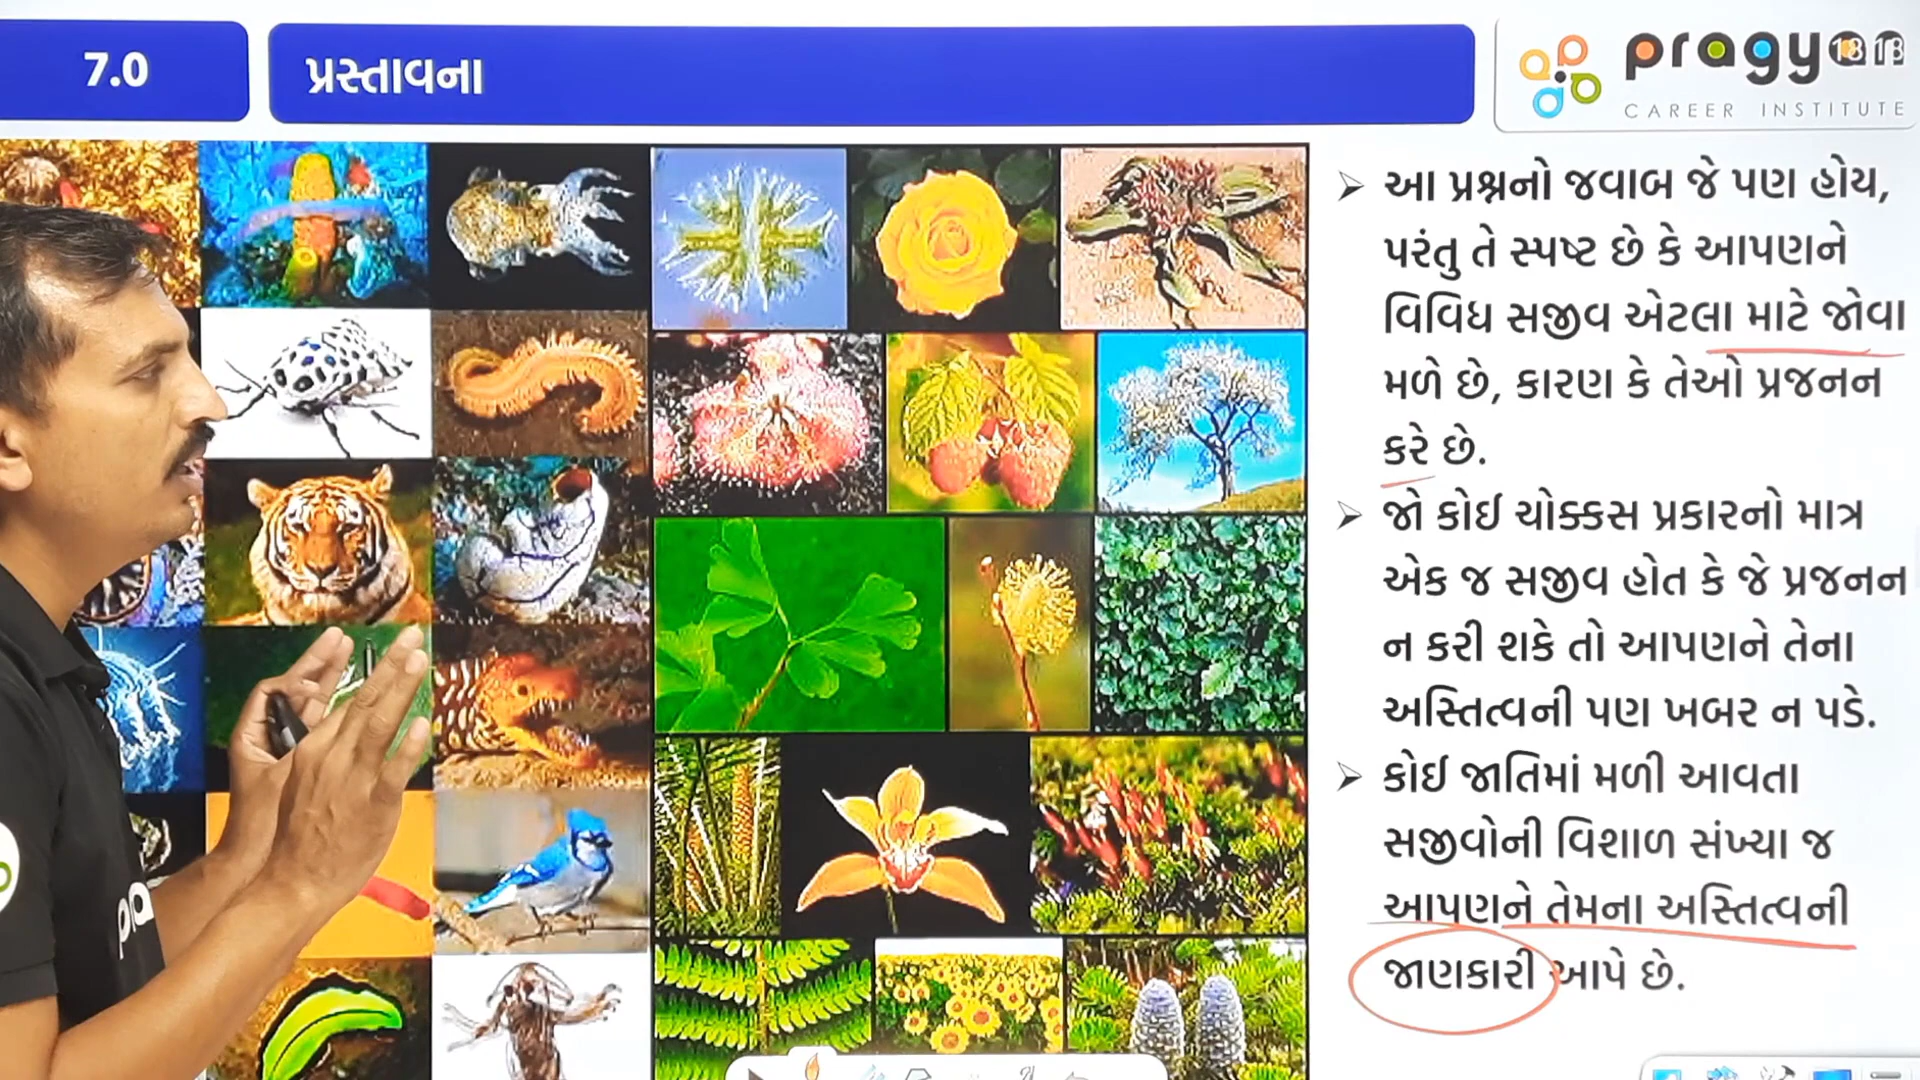 7.0
પ્રસ્તાવના
pragyan
CAREER INSTITUTE
➢ આ પ્રશ્નનો જવાબ જે પણ હોય,
પરંતુ તે સ્પષ્ટ છે કે આપણને
વિવિધ સજીવ એટલા માટે જોવા
મળે છે, કારણ કે તેઓ પ્રજનન
કરે છે.
➢ જો કોઈ ચોક્કસ પ્રકારનો માત્ર
એક જ સજીવ હોત કે જે પ્રજનન
ન કરી શકે તો આપણને તેના
અસ્તિત્વની પણ ખબર ન પડે.
➢ કોઈ જાતિમાં મળી આવતા
સજીવોની વિશાળ સંખ્યા જ
આપણને તેમના અસ્તિત્વની
જાણકારી આપે છે.